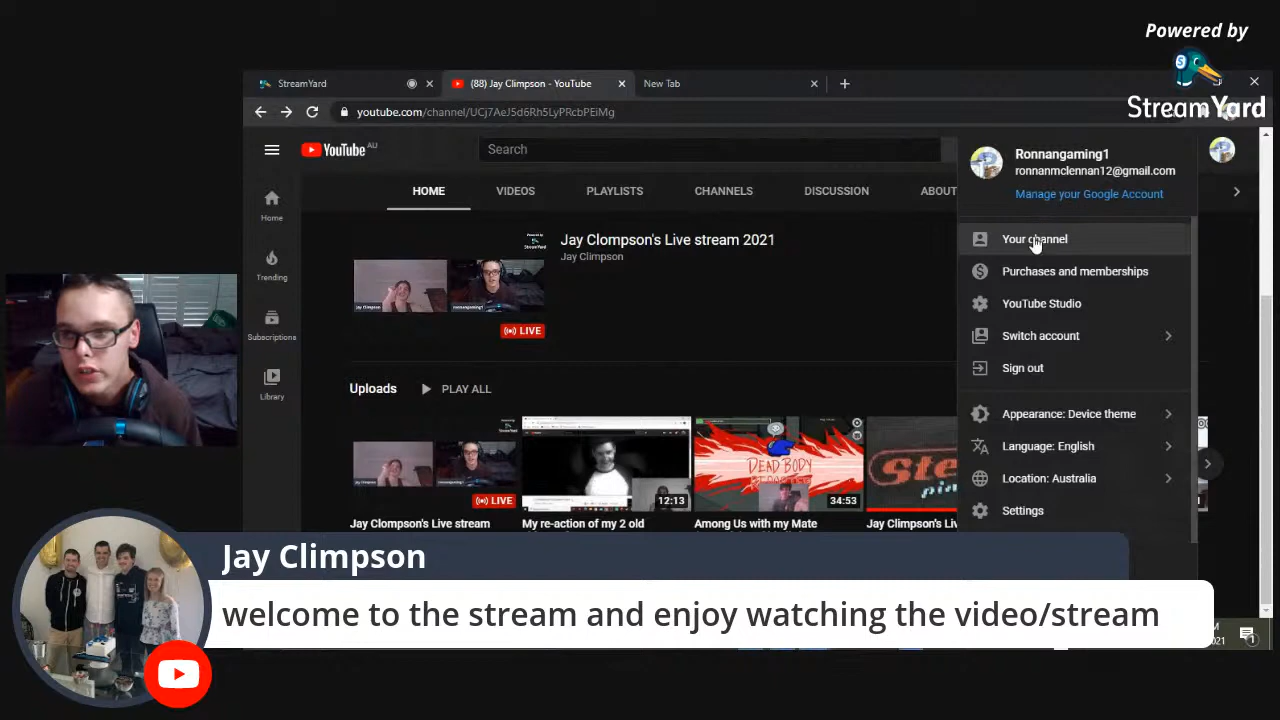 Powered by
StreamYard
StreamYard
(88) Jay Climpson - YouTube
New Tab
youtube.com/channel/UCj7AeJ5d6Rh5LyPRcbPEiMg
YouTube AU
Search
Ronnangaming1
ronnanmclennan12@gmail.com
Manage your Google Account
HOME
VIDEOS
PLAYLISTS
CHANNELS
DISCUSSION
ABOUT
Home
Trending
Subscriptions
Library
Jay Clompson's Live stream 2021
Jay Climpson
LIVE
Your channel
Purchases and memberships
YouTube Studio
Switch account
Sign out
Appearance: Device theme
Language: English
Location: Australia
Settings
Uploads
PLAY ALL
LIVE
12:13
DEAD BODY
34:53
Jay Clompson's Live stream
My re-action of my 2 old
Among Us with my Mate
Jay Climpson
welcome to the stream and enjoy watching the video/stream